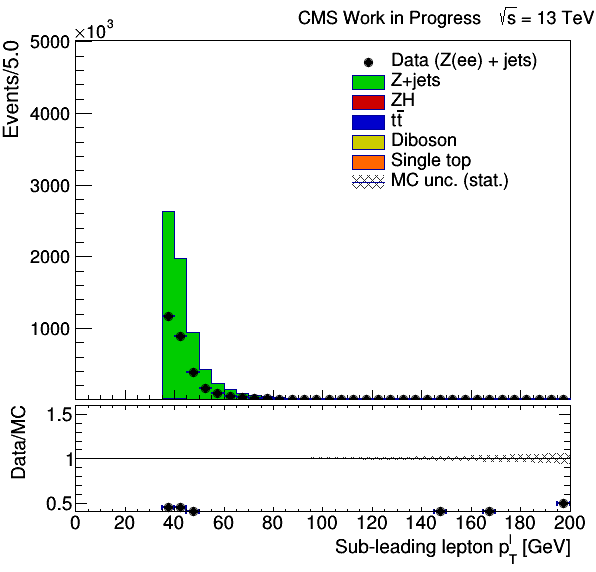 CMS Work in Progress √s = 13 TeV
×10³
Events/5.0
5000
4000
3000
2000
1000
Data (Z(ee) + jets)
Z+jets
ZH
tt̅
Diboson
Single top
MC unc. (stat.)
Data/MC
1.5
1
0.5
0 20 40 60 80 100 120 140 160 180 200
Sub-leading lepton p_T^l [GeV]